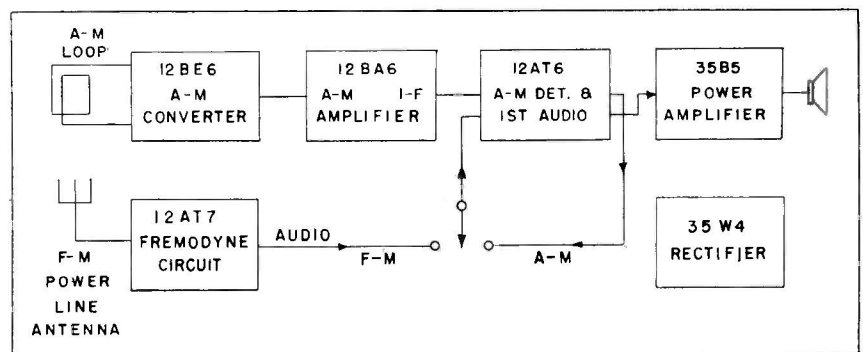 A-M
LOOP
12BE6
A-M
CONVERTER
12BA6
A-M I-F
AMPLIFIER
12AT6
A-M DET. &
1ST AUDIO
35B5
POWER
AMPLIFIER
12AT7
FREMODYNE
CIRCUIT
AUDIO
F-M
A-M
35W4
RECTIFIER
F-M
POWER
LINE
ANTENNA